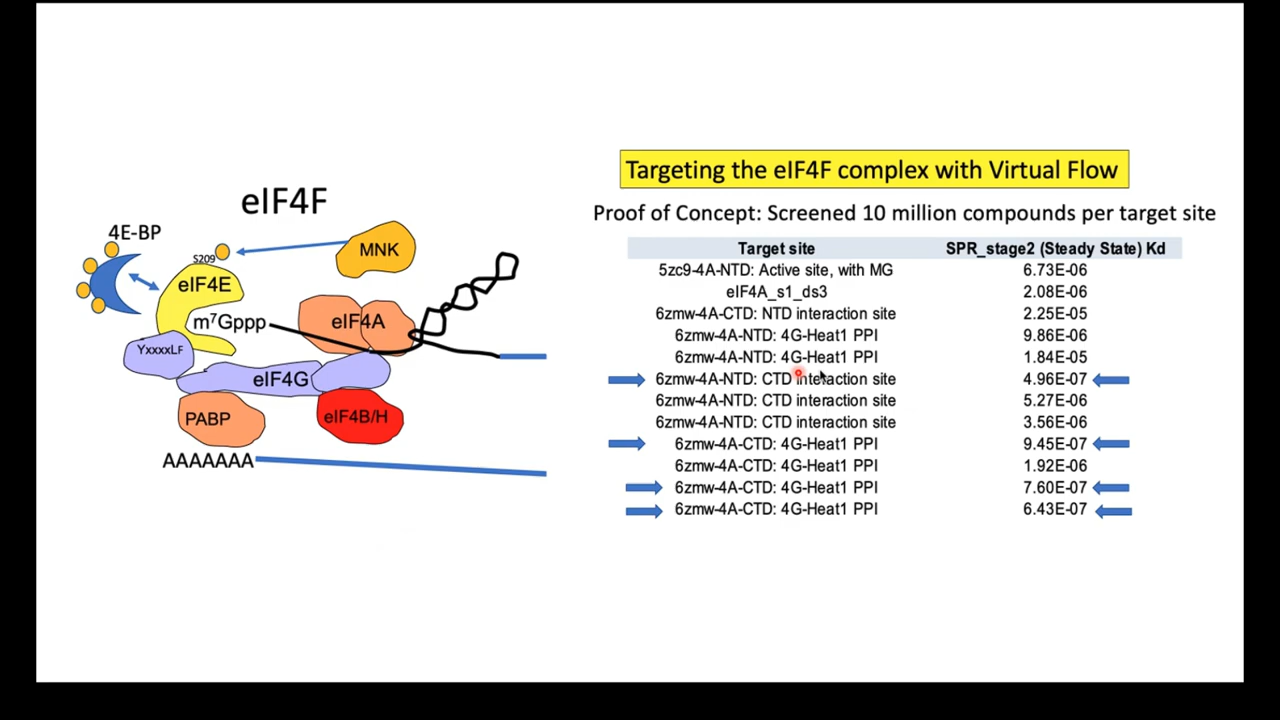 eIF4F
4E-BP
S209
MNK
eIF4E
m⁷Gppp
eIF4A
YxxxxLF
eIF4G
PABP
eIF4B/H
AAAAAAA
Targeting the eIF4F complex with Virtual Flow
Proof of Concept: Screened 10 million compounds per target site
Target site SPR_stage2 (Steady State) Kd
5zc9-4A-NTD: Active site, with MG 6.73E-06
eIF4A_s1_ds3 2.08E-06
6zmw-4A-CTD: NTD interaction site 2.25E-05
6zmw-4A-NTD: 4G-Heat1 PPI 9.86E-06
6zmw-4A-NTD: 4G-Heat1 PPI 1.84E-05
6zmw-4A-NTD: CTD interaction site 4.96E-07
6zmw-4A-NTD: CTD interaction site 5.27E-06
6zmw-4A-NTD: CTD interaction site 3.56E-06
6zmw-4A-CTD: 4G-Heat1 PPI 9.45E-07
6zmw-4A-CTD: 4G-Heat1 PPI 1.92E-06
6zmw-4A-CTD: 4G-Heat1 PPI 7.60E-07
6zmw-4A-CTD: 4G-Heat1 PPI 6.43E-07